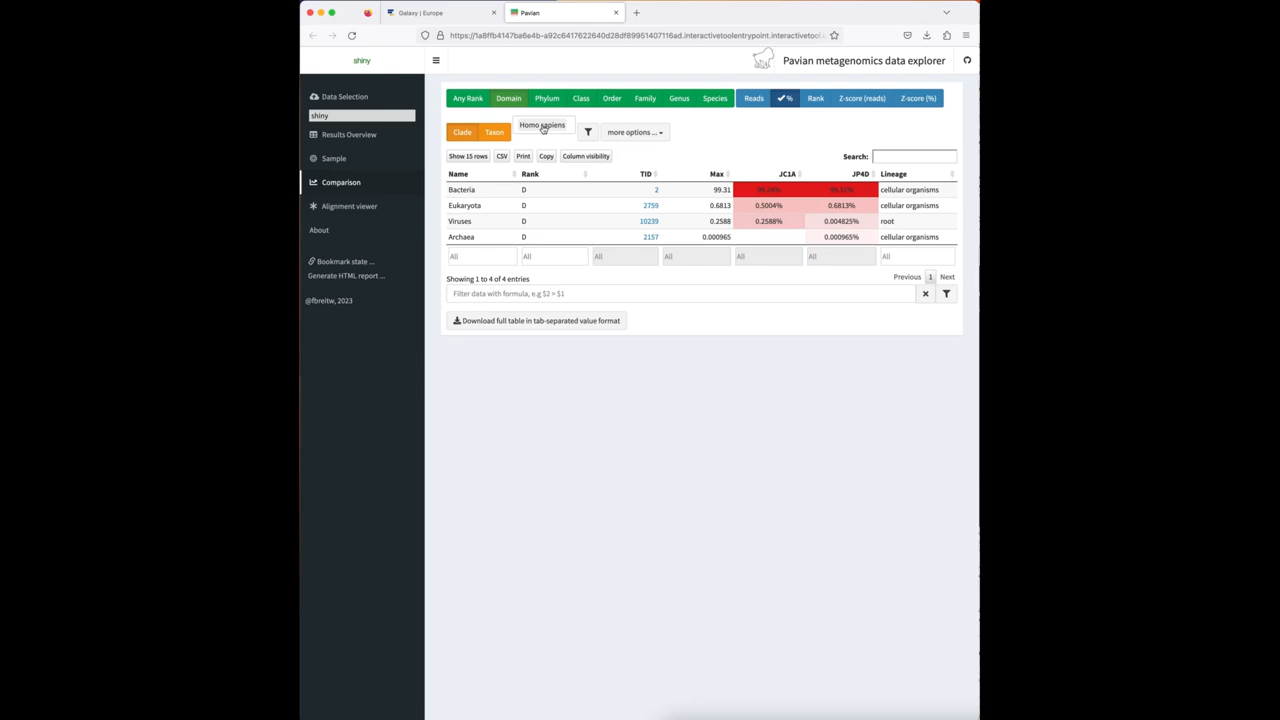 Galaxy | Europe
Pavian
https://1a8ffb4147ba6e4b-a92c6417622640d28df89951407116ad.interactivetoolentrypoint.interactivetool.
shiny
Pavian metagenomics data explorer
Data Selection
shiny
Results Overview
Sample
Comparison
Alignment viewer
About
Bookmark state ...
Generate HTML report ...
@fbreitw, 2023
Any Rank Domain Phylum Class Order Family Genus Species Reads % Rank Z-score (reads) Z-score (%)
Clade Taxon Homo sapiens more options ...
Show 15 rows CSV Print Copy Column visibility Search:
Name Rank TID Max JC1A JP4D Lineage
Bacteria D 2 99.31 99.24% 99.31% cellular organisms
Eukaryota D 2759 0.6813 0.5004% 0.6813% cellular organisms
Viruses D 10239 0.2588 0.2588% 0.004825% root
Archaea D 2157 0.000965 0.000965% cellular organisms
All All All All All All All
Showing 1 to 4 of 4 entries Previous 1 Next
Filter data with formula, e.g $2 > $1
Download full table in tab-separated value format